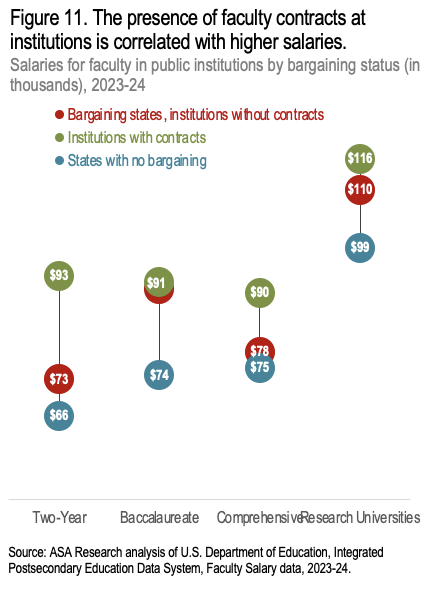 Figure 11. The presence of faculty contracts at
institutions is correlated with higher salaries.
Salaries for faculty in public institutions by bargaining status (in
thousands), 2023-24
Bargaining states, institutions without contracts
Institutions with contracts
States with no bargaining
$116
$110
$99
$93
$91
$90
$73
$78
$74
$75
$66
Two-Year Baccalaureate Comprehensive Research Universities
Source: ASA Research analysis of U.S. Department of Education, Integrated
Postsecondary Education Data System, Faculty Salary data, 2023-24.